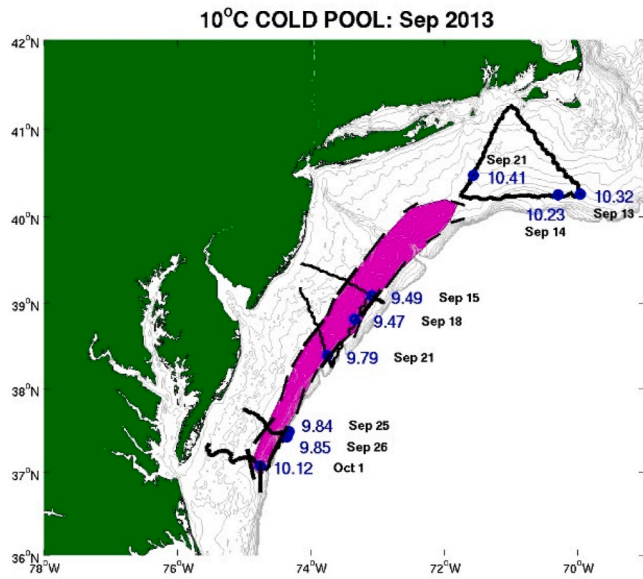 10°C COLD POOL: Sep 2013
42°N
41°N
Sep 21
10.41
10.32
10.23
Sep 13
Sep 14
40°N
39°N
9.49 Sep 15
9.47 Sep 18
9.79 Sep 21
38°N
9.84 Sep 25
9.85 Sep 26
10.12 Oct 1
37°N
36°N
78°W
76°W
74°W
72°W
70°W